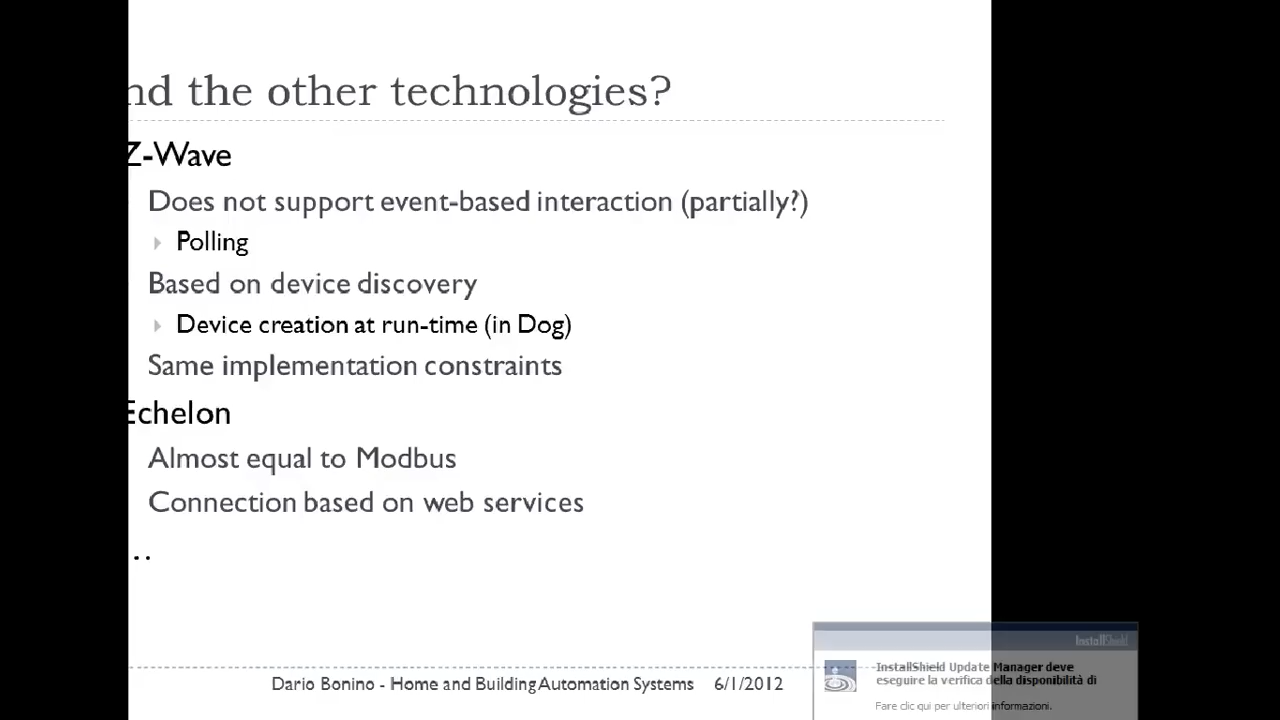 nd the other technologies?
Z-Wave
Does not support event-based interaction (partially?)
Polling
Based on device discovery
Device creation at run-time (in Dog)
Same implementation constraints
Echelon
Almost equal to Modbus
Connection based on web services
..
Dario Bonino - Home and Building Automation Systems 6/1/2012
InstallShield
InstallShield Update Manager deve
eseguire la verifica della disponibilità di
Fare clic qui per ulteriori informazioni.